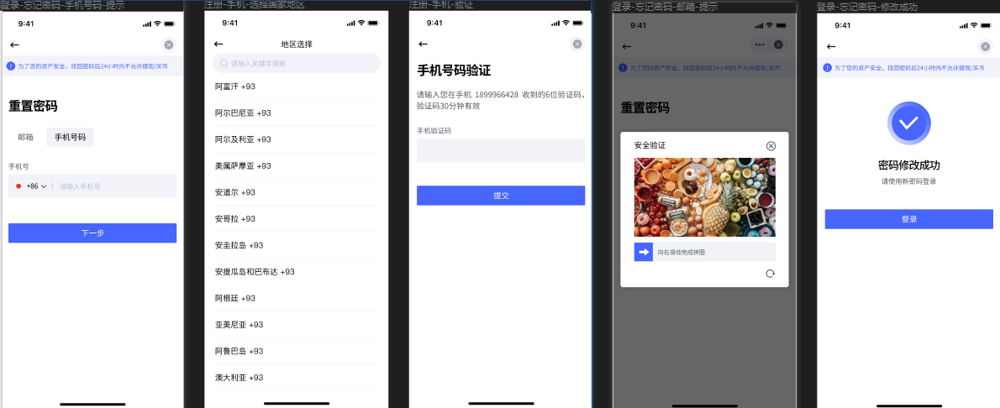 登录-忘记密码-手机号码-提示
9:41
! 为了您的资产安全，找回密码后24小时内不允许提现/买币
重置密码
邮箱 手机号码
手机号
+86 请输入手机号
下一步
注册-手机-选择国家地区
9:41
地区选择
请输入关键字搜索
阿富汗 +93
阿尔巴尼亚 +93
阿尔及利亚 +93
美属萨摩亚 +93
安道尔 +93
安哥拉 +93
安圭拉岛 +93
安提瓜岛和巴布达 +93
阿根廷 +93
亚美尼亚 +93
阿鲁巴岛 +93
澳大利亚 +93
注册-手机-验证
9:41
手机号码验证
请输入您在手机 1899966428 收到的6位验证码，
验证码30分钟有效
手机验证码
提交
登录-忘记密码-邮箱-提示
9:41
! 为了您的资产安全，找回密码后24小时内不允许提现/买币
重置密码
安全验证
向右滑动完成拼图
登录-忘记密码-修改成功
9:41
! 为了您的资产安全，找回密码后24小时内不允许提现/买币
密码修改成功
请使用新密码登录
登录